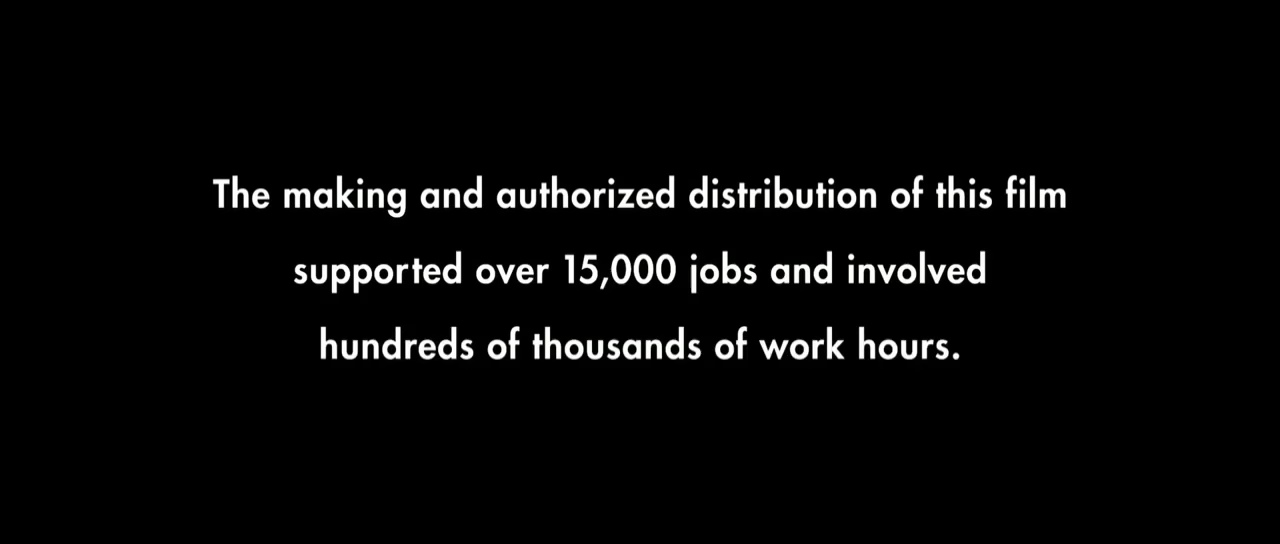 The making and authorized distribution of this film
supported over 15,000 jobs and involved
hundreds of thousands of work hours.